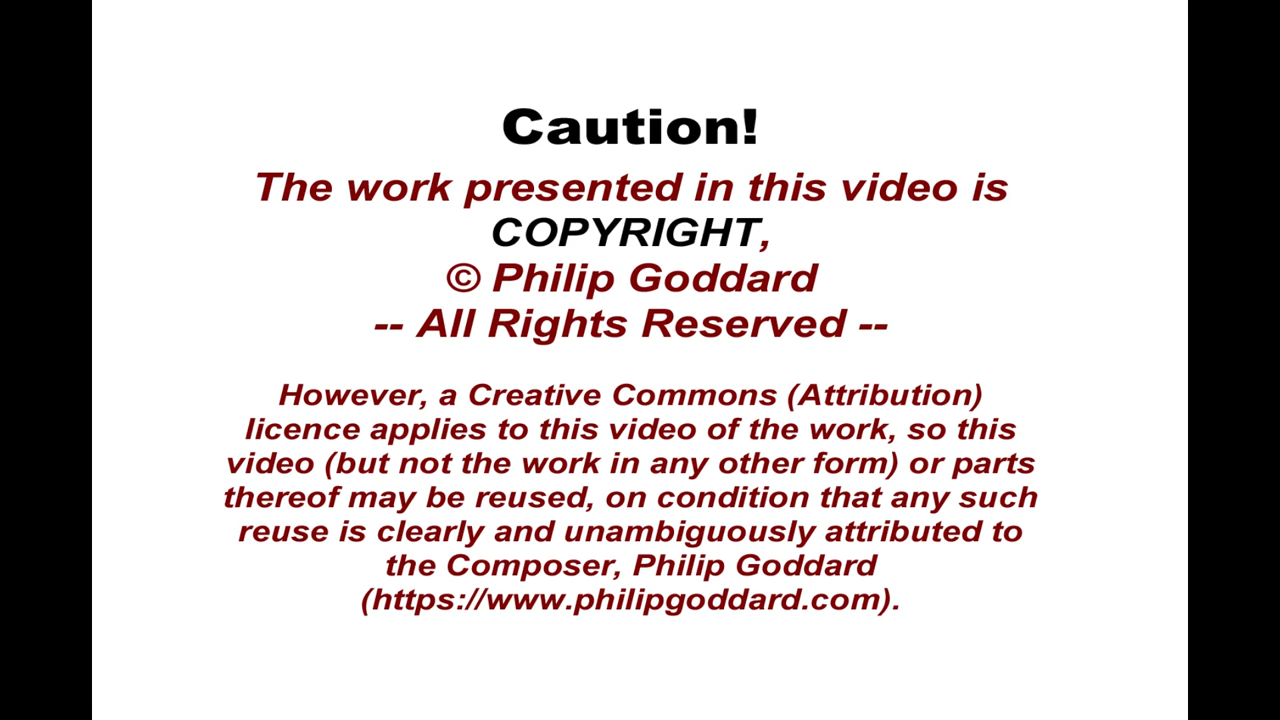 Caution!
The work presented in this video is
COPYRIGHT,
© Philip Goddard
-- All Rights Reserved --
However, a Creative Commons (Attribution)
licence applies to this video of the work, so this
video (but not the work in any other form) or parts
thereof may be reused, on condition that any such
reuse is clearly and unambiguously attributed to
the Composer, Philip Goddard
(https://www.philipgoddard.com).